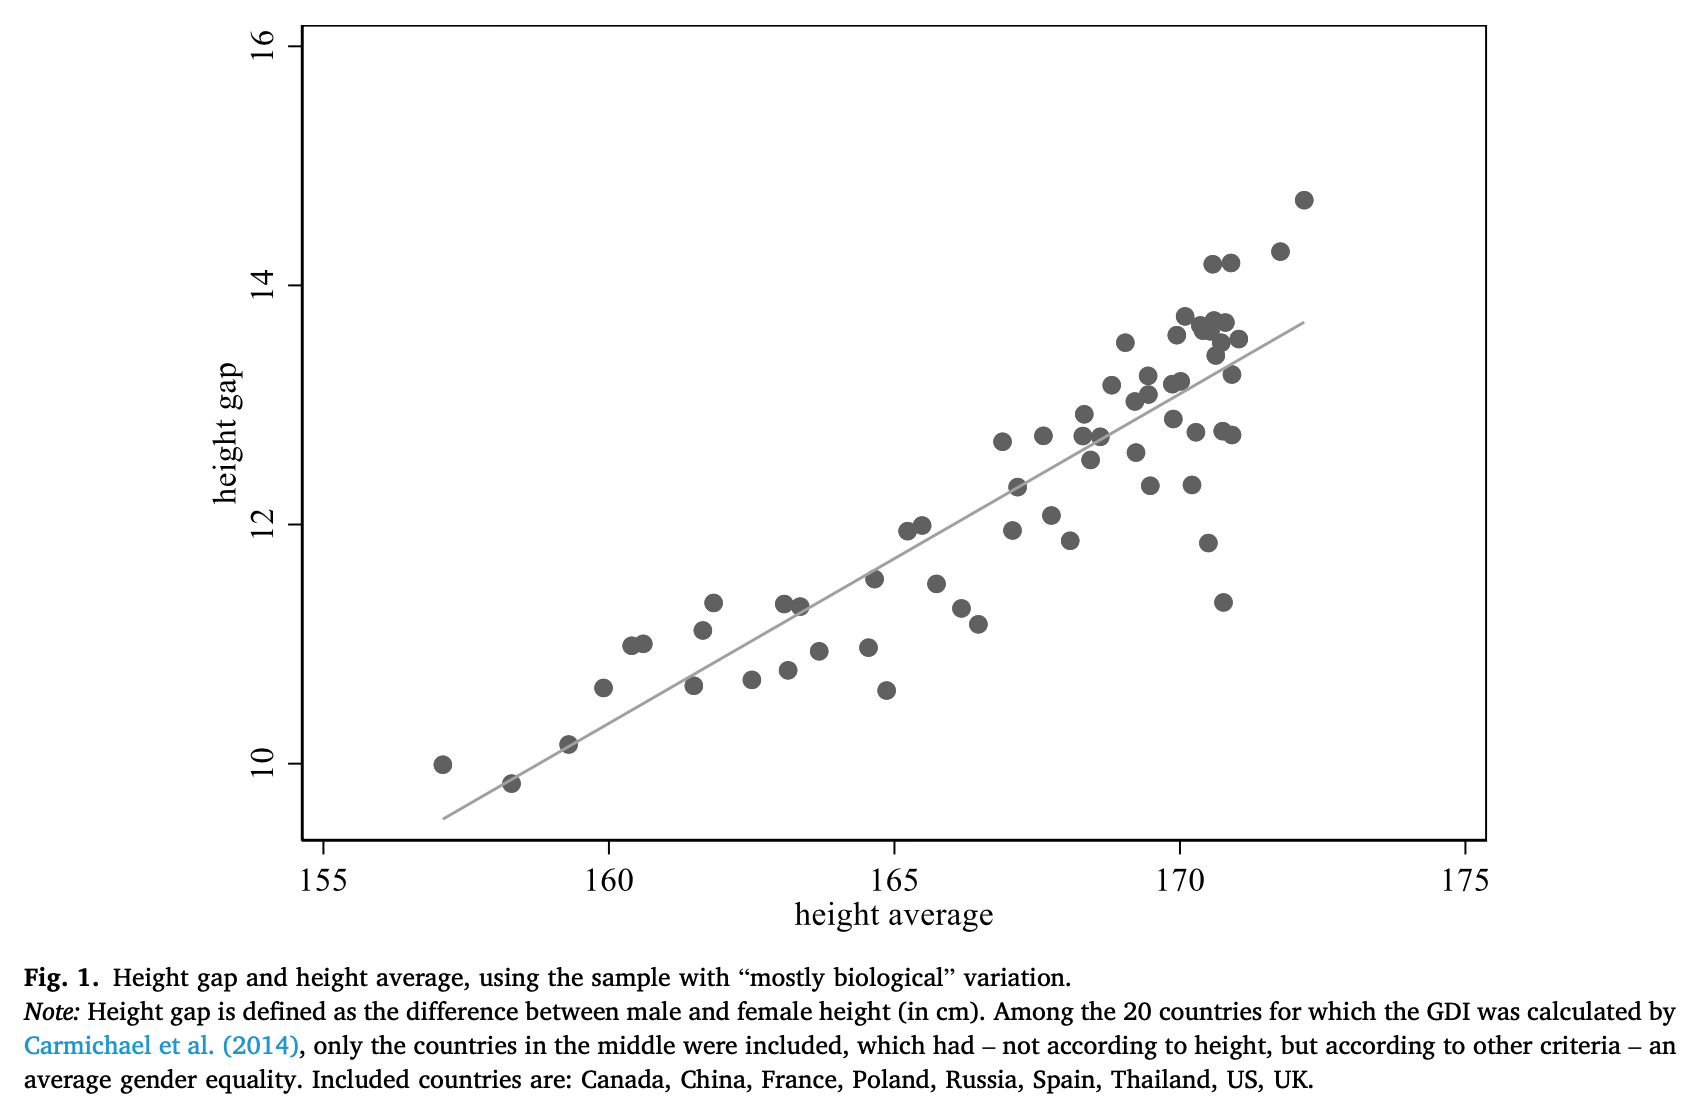 16
14
12
10
height gap
155 160 165 170 175
height average
Fig. 1. Height gap and height average, using the sample with “mostly biological” variation.
Note: Height gap is defined as the difference between male and female height (in cm). Among the 20 countries for which the GDI was calculated by
Carmichael et al. (2014), only the countries in the middle were included, which had – not according to height, but according to other criteria – an
average gender equality. Included countries are: Canada, China, France, Poland, Russia, Spain, Thailand, US, UK.